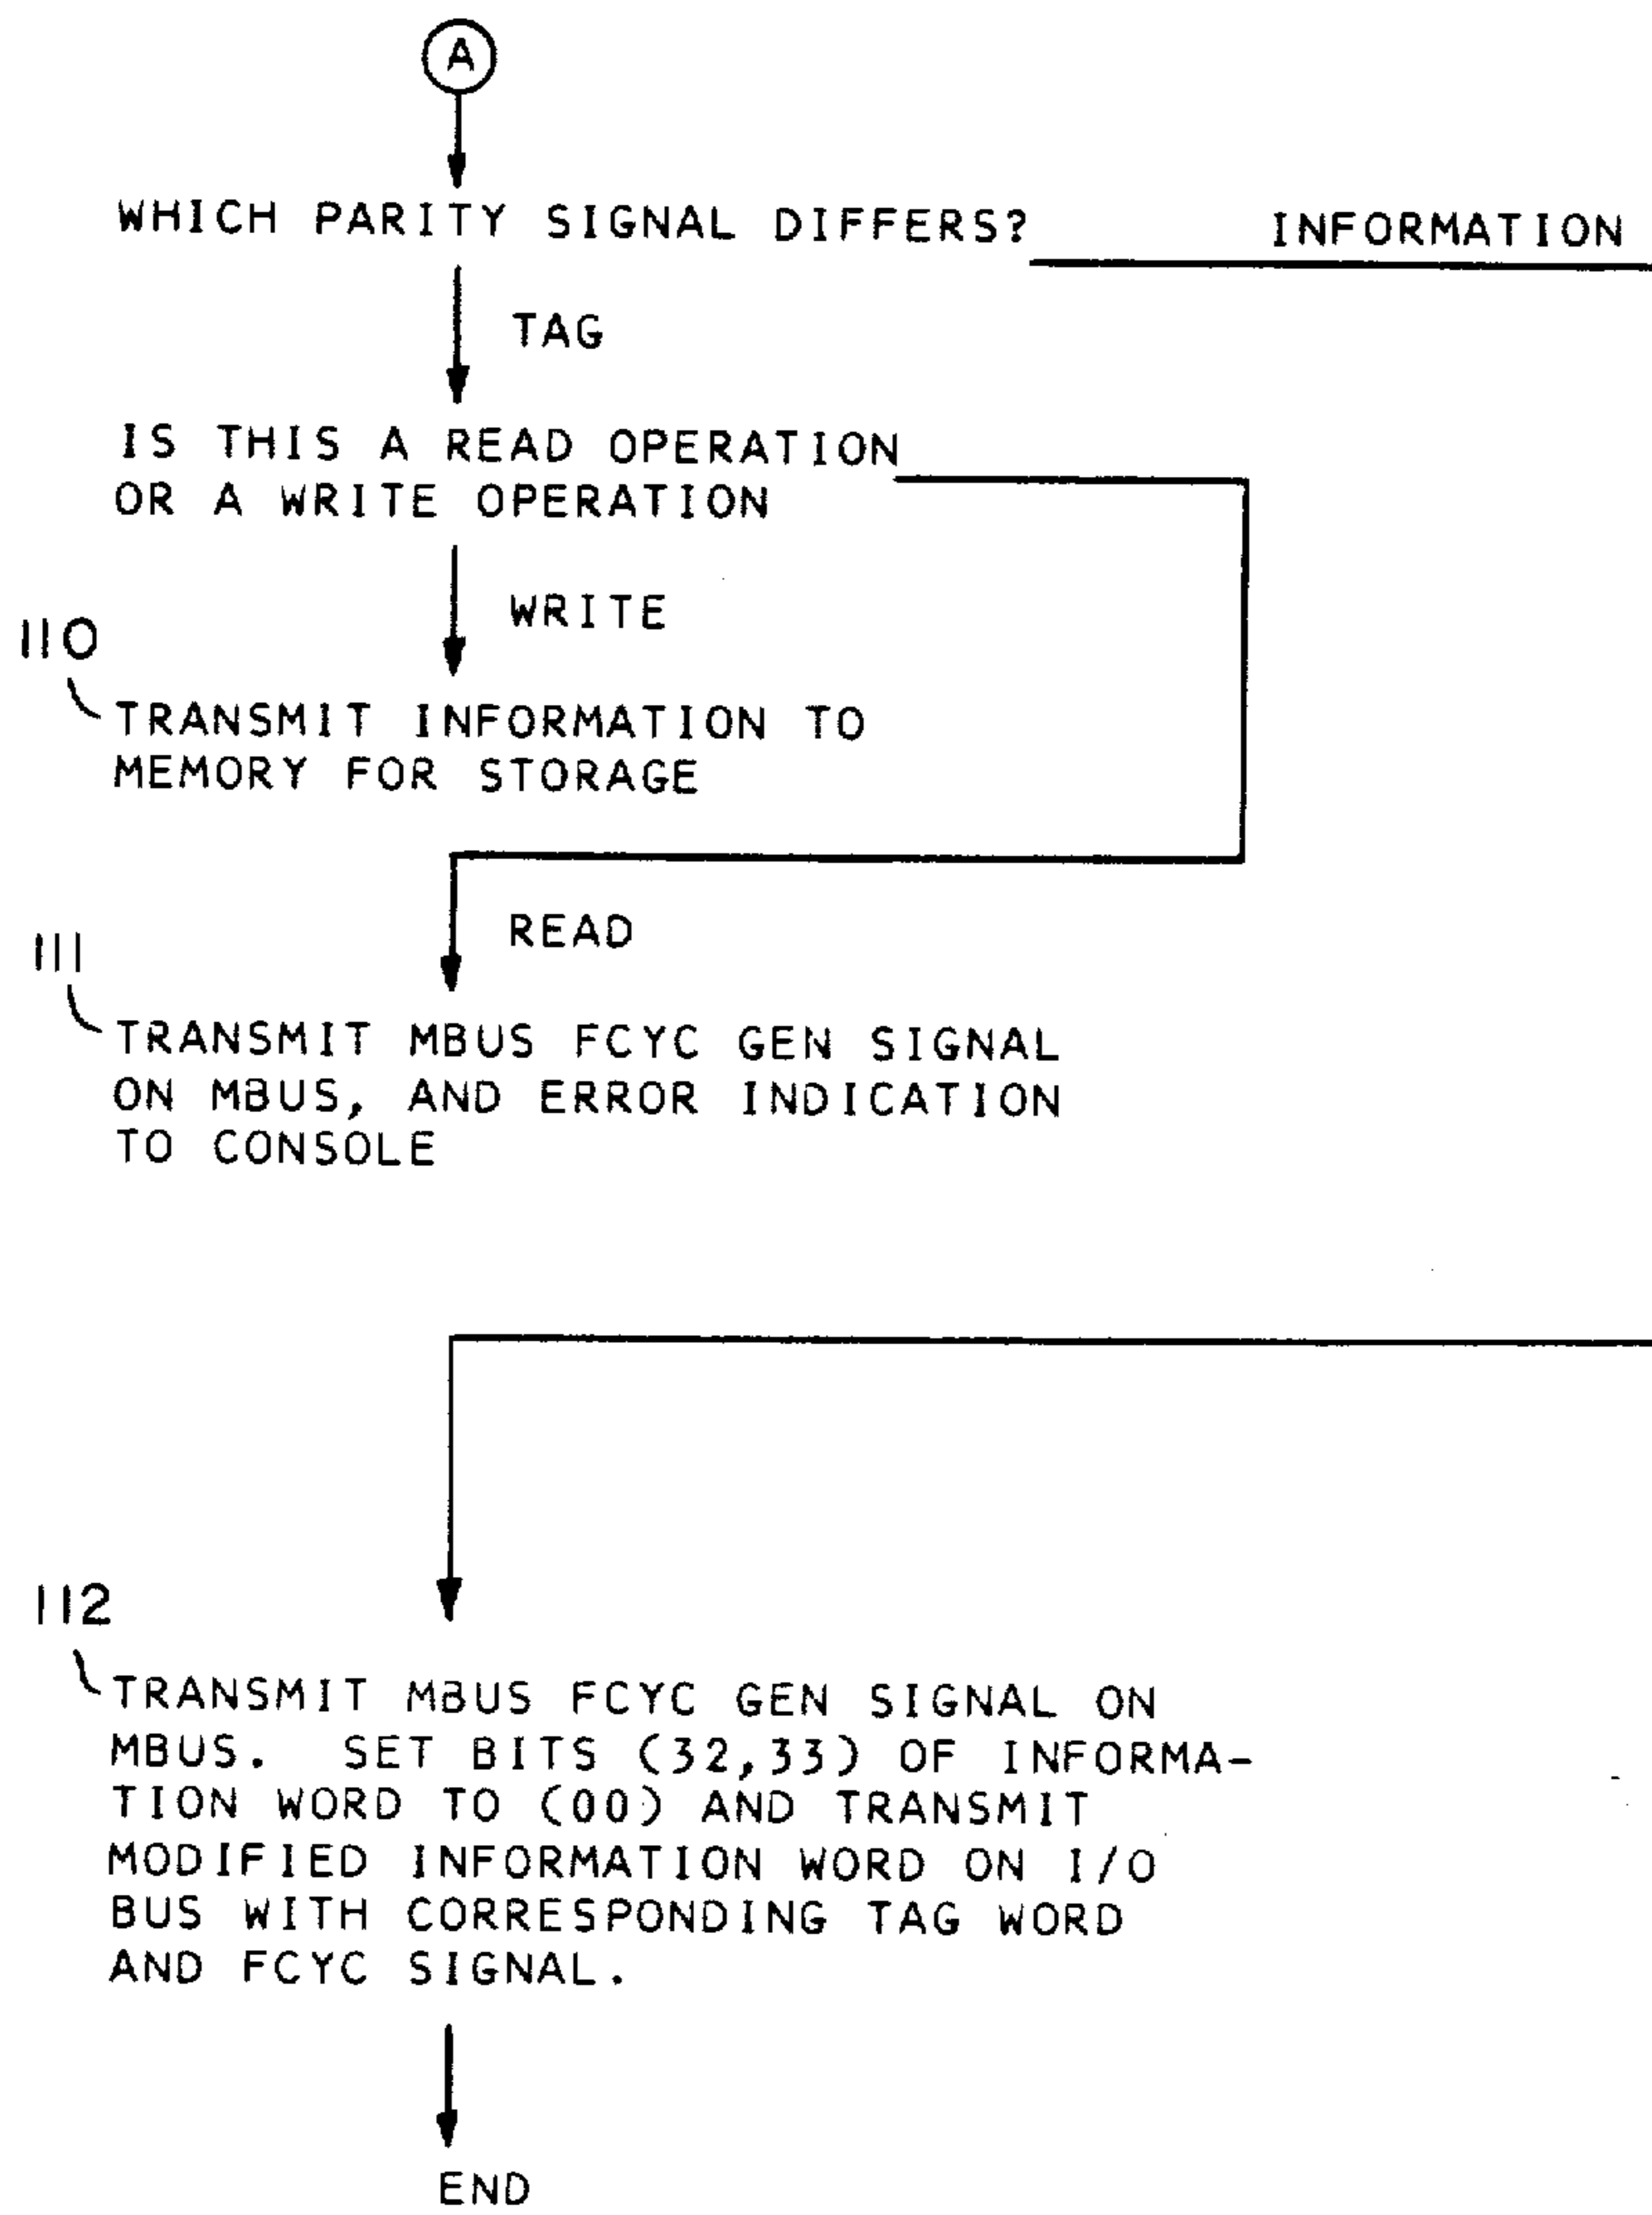 A
WHICH PARITY SIGNAL DIFFERS?
INFORMATION
TAG
IS THIS A READ OPERATION
OR A WRITE OPERATION
WRITE
110
TRANSMIT INFORMATION TO
MEMORY FOR STORAGE
READ
111
TRANSMIT MBUS FCYC GEN SIGNAL
ON MBUS, AND ERROR INDICATION
TO CONSOLE
112
TRANSMIT MBUS FCYC GEN SIGNAL ON
MBUS. SET BITS (32,33) OF INFORMA-
TION WORD TO (00) AND TRANSMIT
MODIFIED INFORMATION WORD ON I/O
BUS WITH CORRESPONDING TAG WORD
AND FCYC SIGNAL.
END